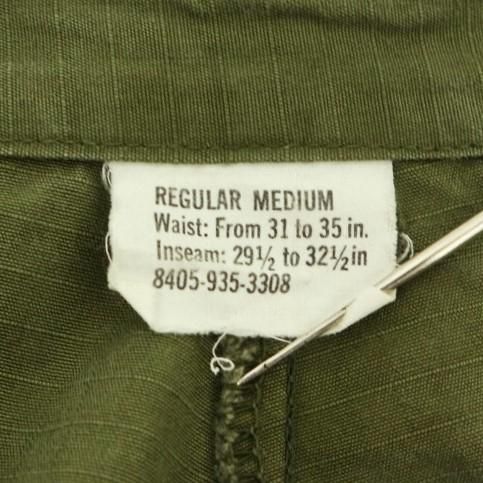 REGULAR MEDIUM
Waist: From 31 to 35 in.
Inseam: 29½ to 32½in
8405-935-3308